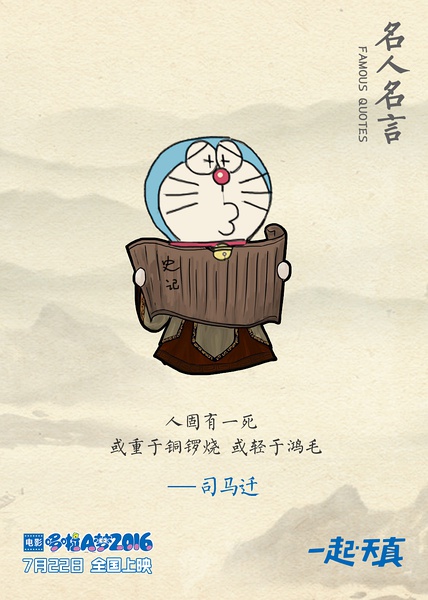 名人名言
FAMOUS QUOTES
史记
人固有一死
或重于铜锣烧 或轻于鸿毛
——司马迁
电影 哆啦A梦2016
7月22日 全国上映
一起·天真